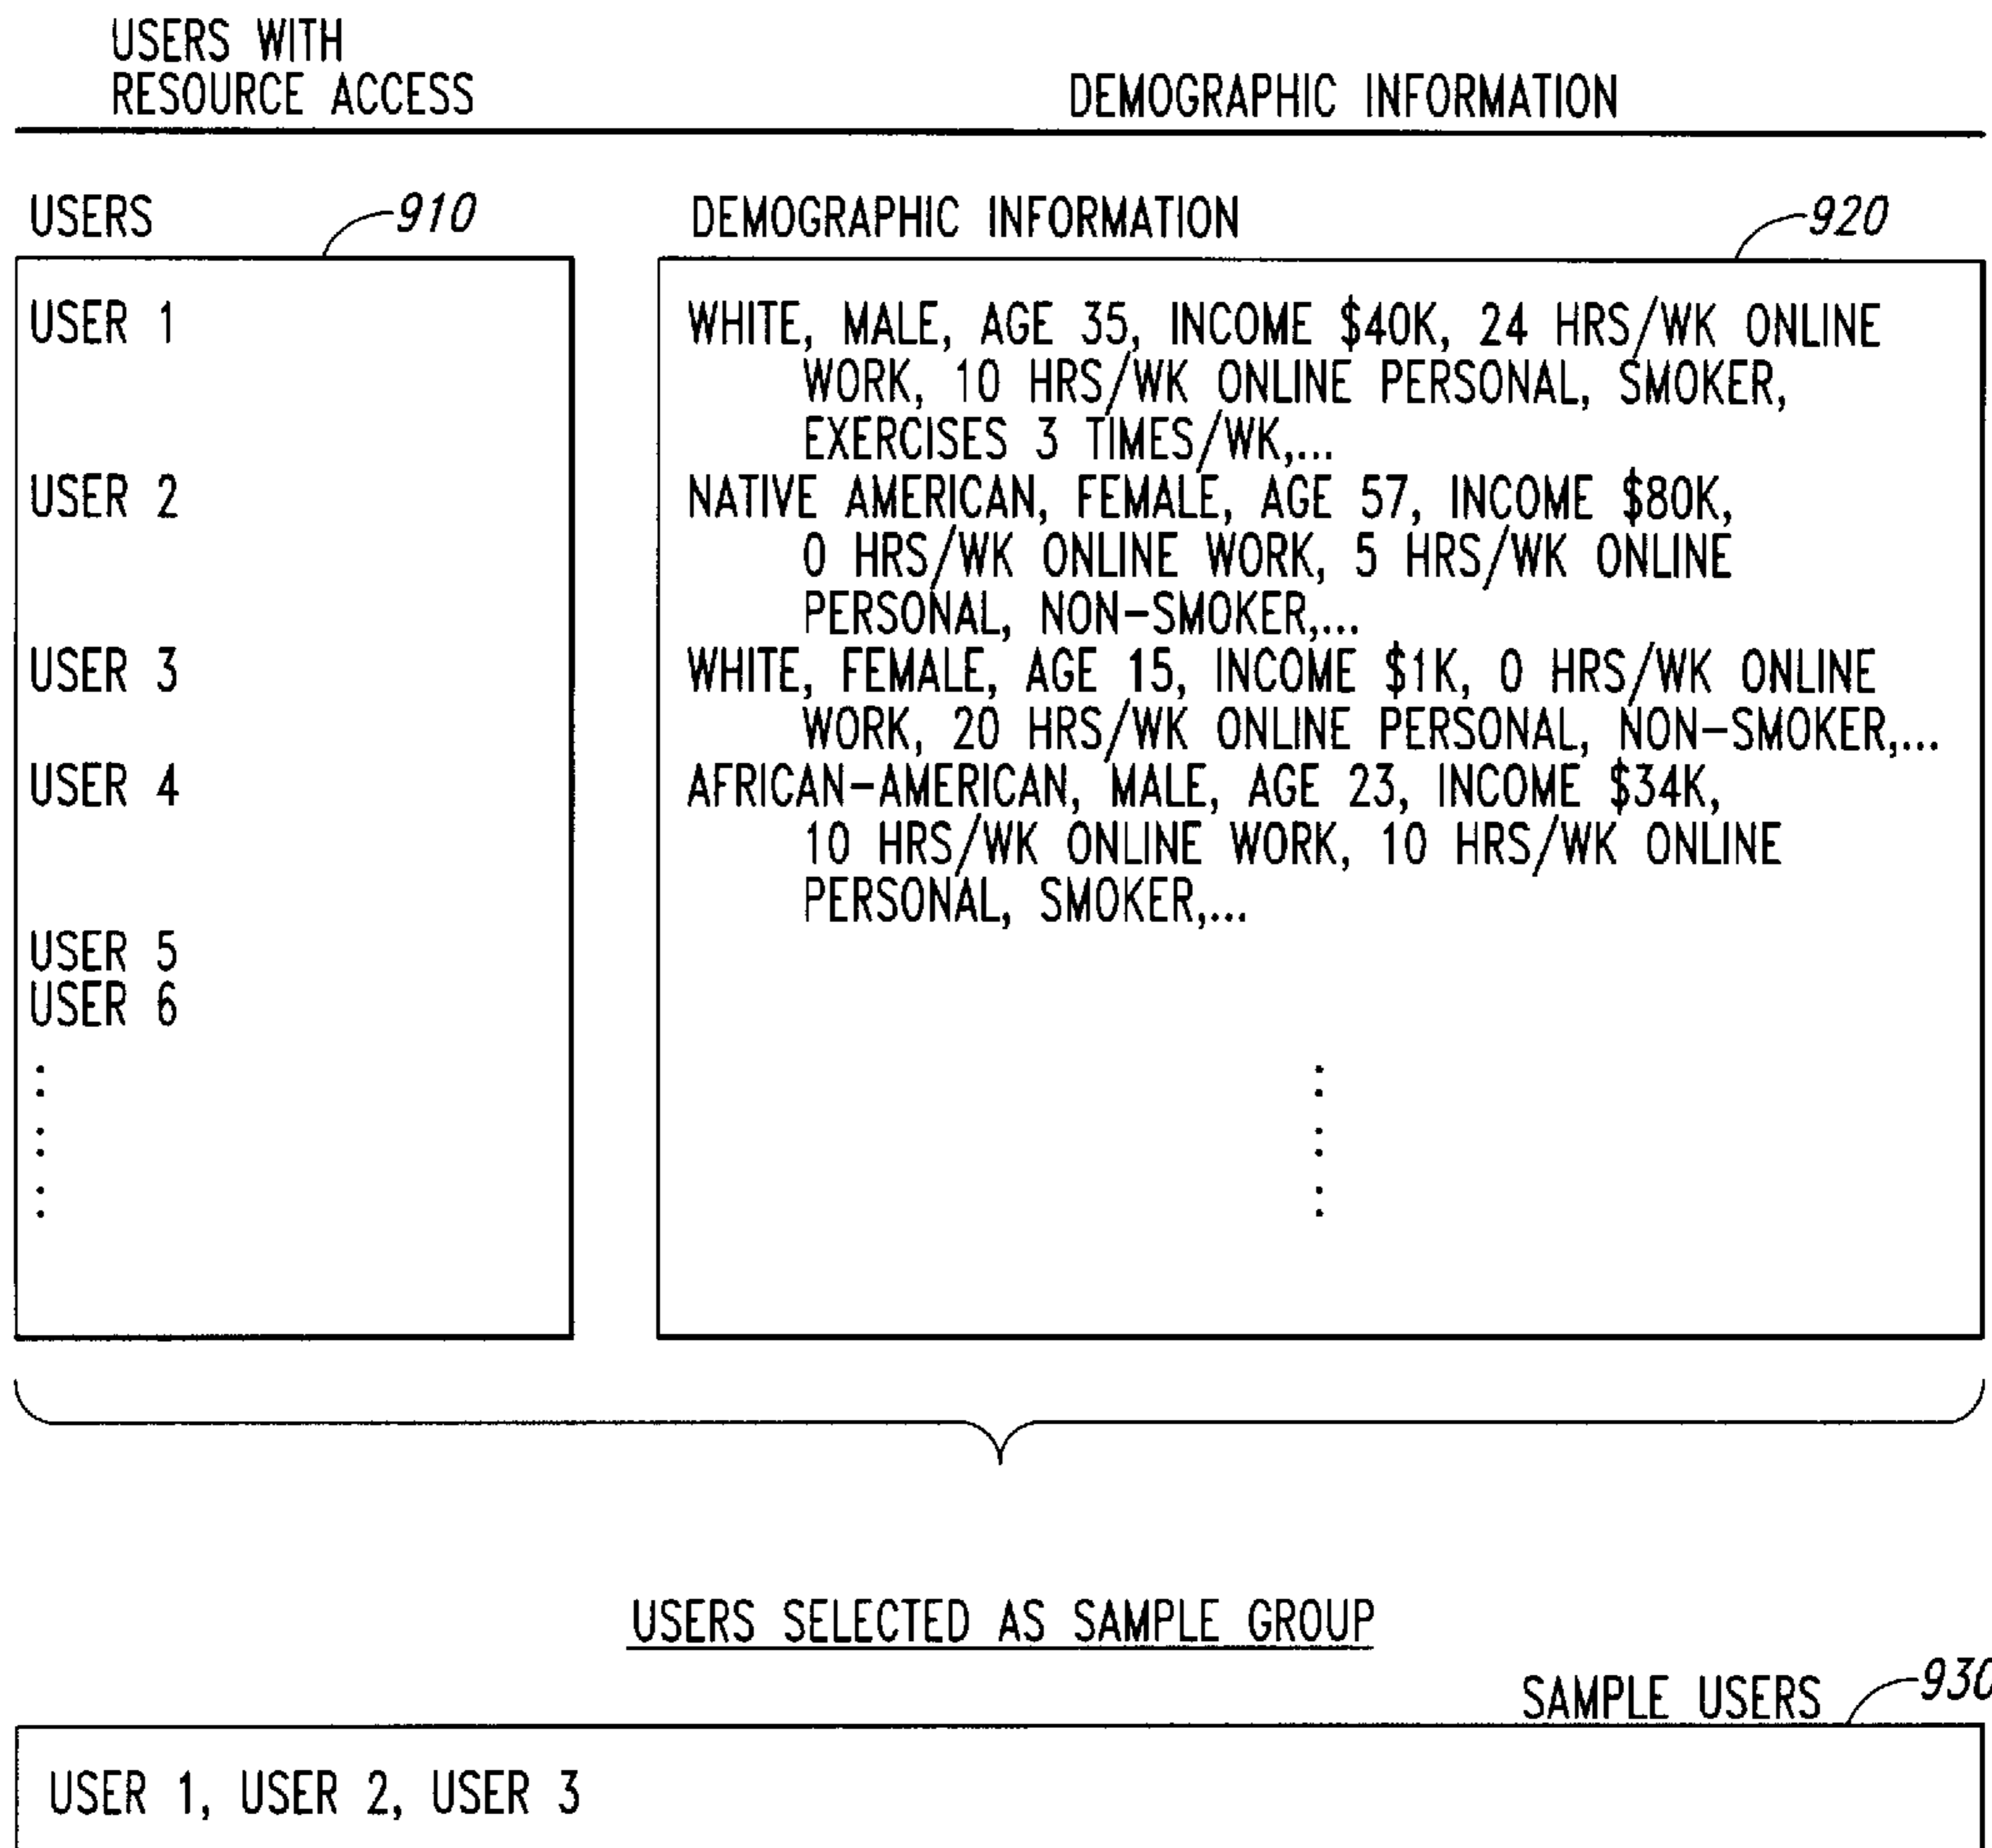 USERS WITH
RESOURCE ACCESS
DEMOGRAPHIC INFORMATION
USERS
910
DEMOGRAPHIC INFORMATION
920
USER 1
WHITE, MALE, AGE 35, INCOME $40K, 24 HRS/WK ONLINE
WORK, 10 HRS/WK ONLINE PERSONAL, SMOKER,
EXERCISES 3 TIMES/WK,...
USER 2
NATIVE AMERICAN, FEMALE, AGE 57, INCOME $80K,
0 HRS/WK ONLINE WORK, 5 HRS/WK ONLINE
PERSONAL, NON-SMOKER,...
USER 3
WHITE, FEMALE, AGE 15, INCOME $1K, 0 HRS/WK ONLINE
WORK, 20 HRS/WK ONLINE PERSONAL, NON-SMOKER,...
USER 4
AFRICAN-AMERICAN, MALE, AGE 23, INCOME $34K,
10 HRS/WK ONLINE WORK, 10 HRS/WK ONLINE
PERSONAL, SMOKER,...
USER 5
USER 6
USERS SELECTED AS SAMPLE GROUP
SAMPLE USERS
930
USER 1, USER 2, USER 3